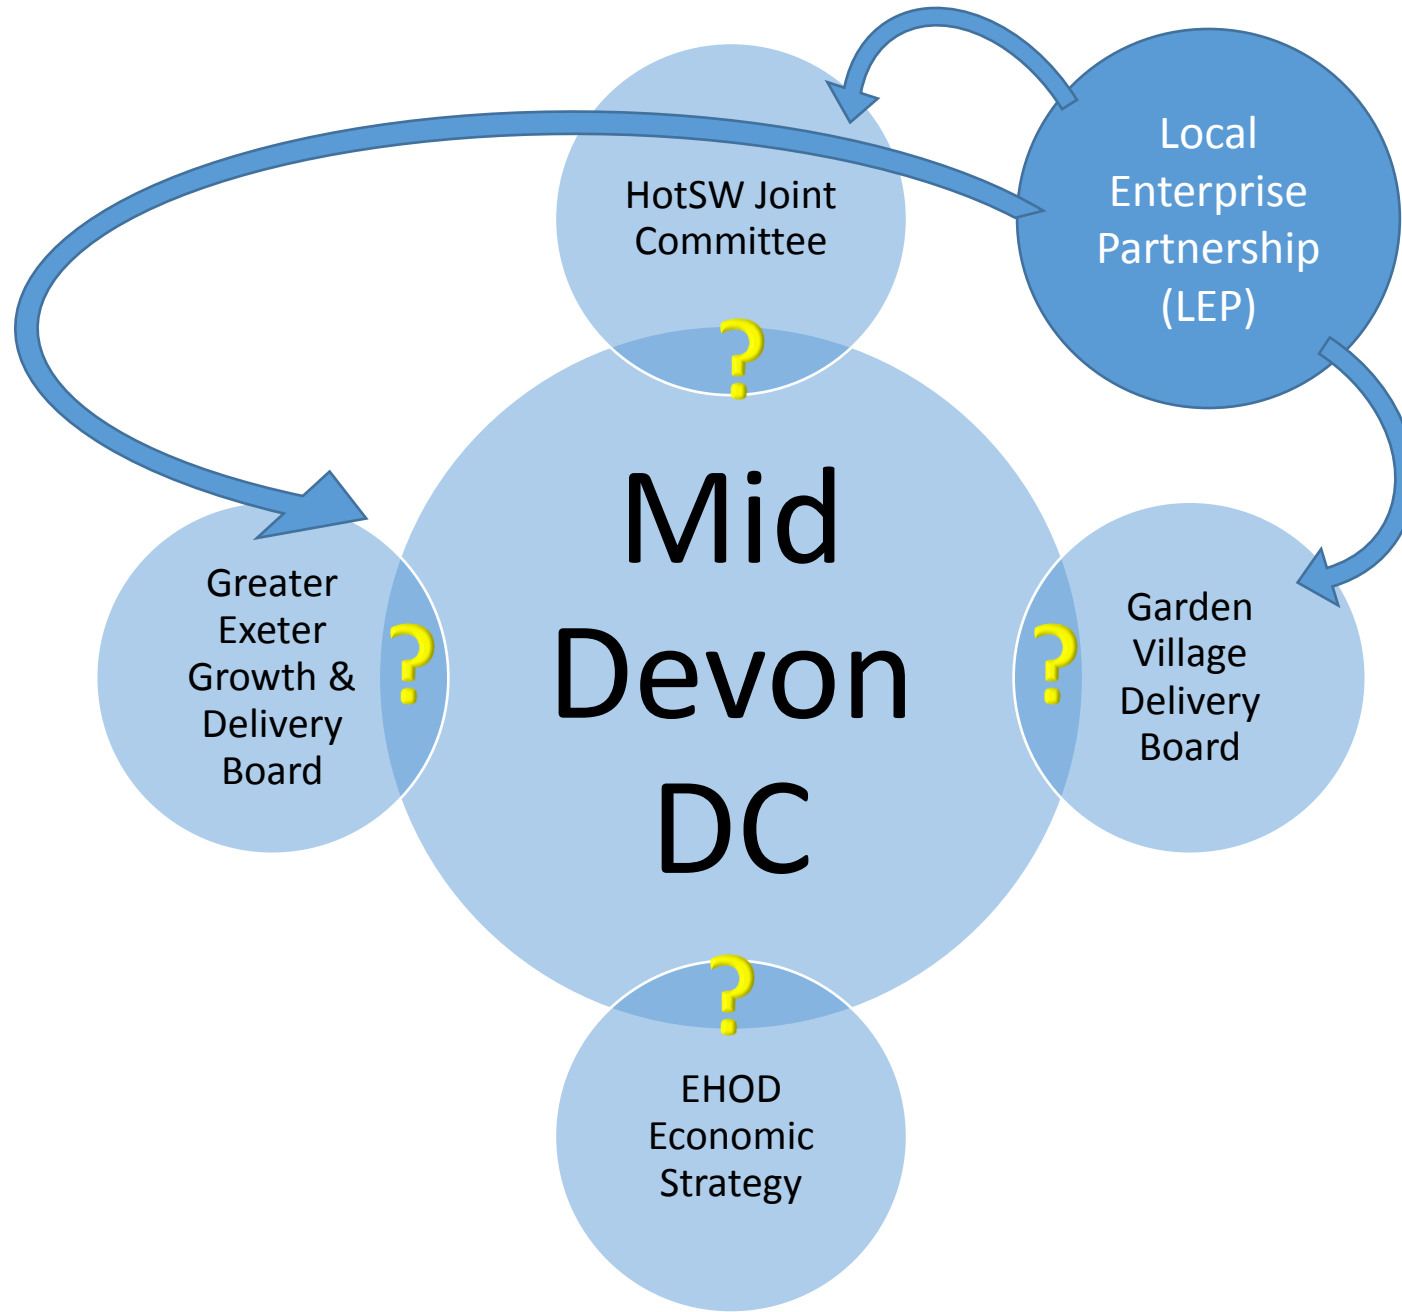 HotSW Joint
Committee
Local
Enterprise
Partnership
(LEP)
?
Mid
Devon
DC
Greater
Exeter
Growth &
Delivery
Board
?
?
Garden
Village
Delivery
Board
?
EHOD
Economic
Strategy